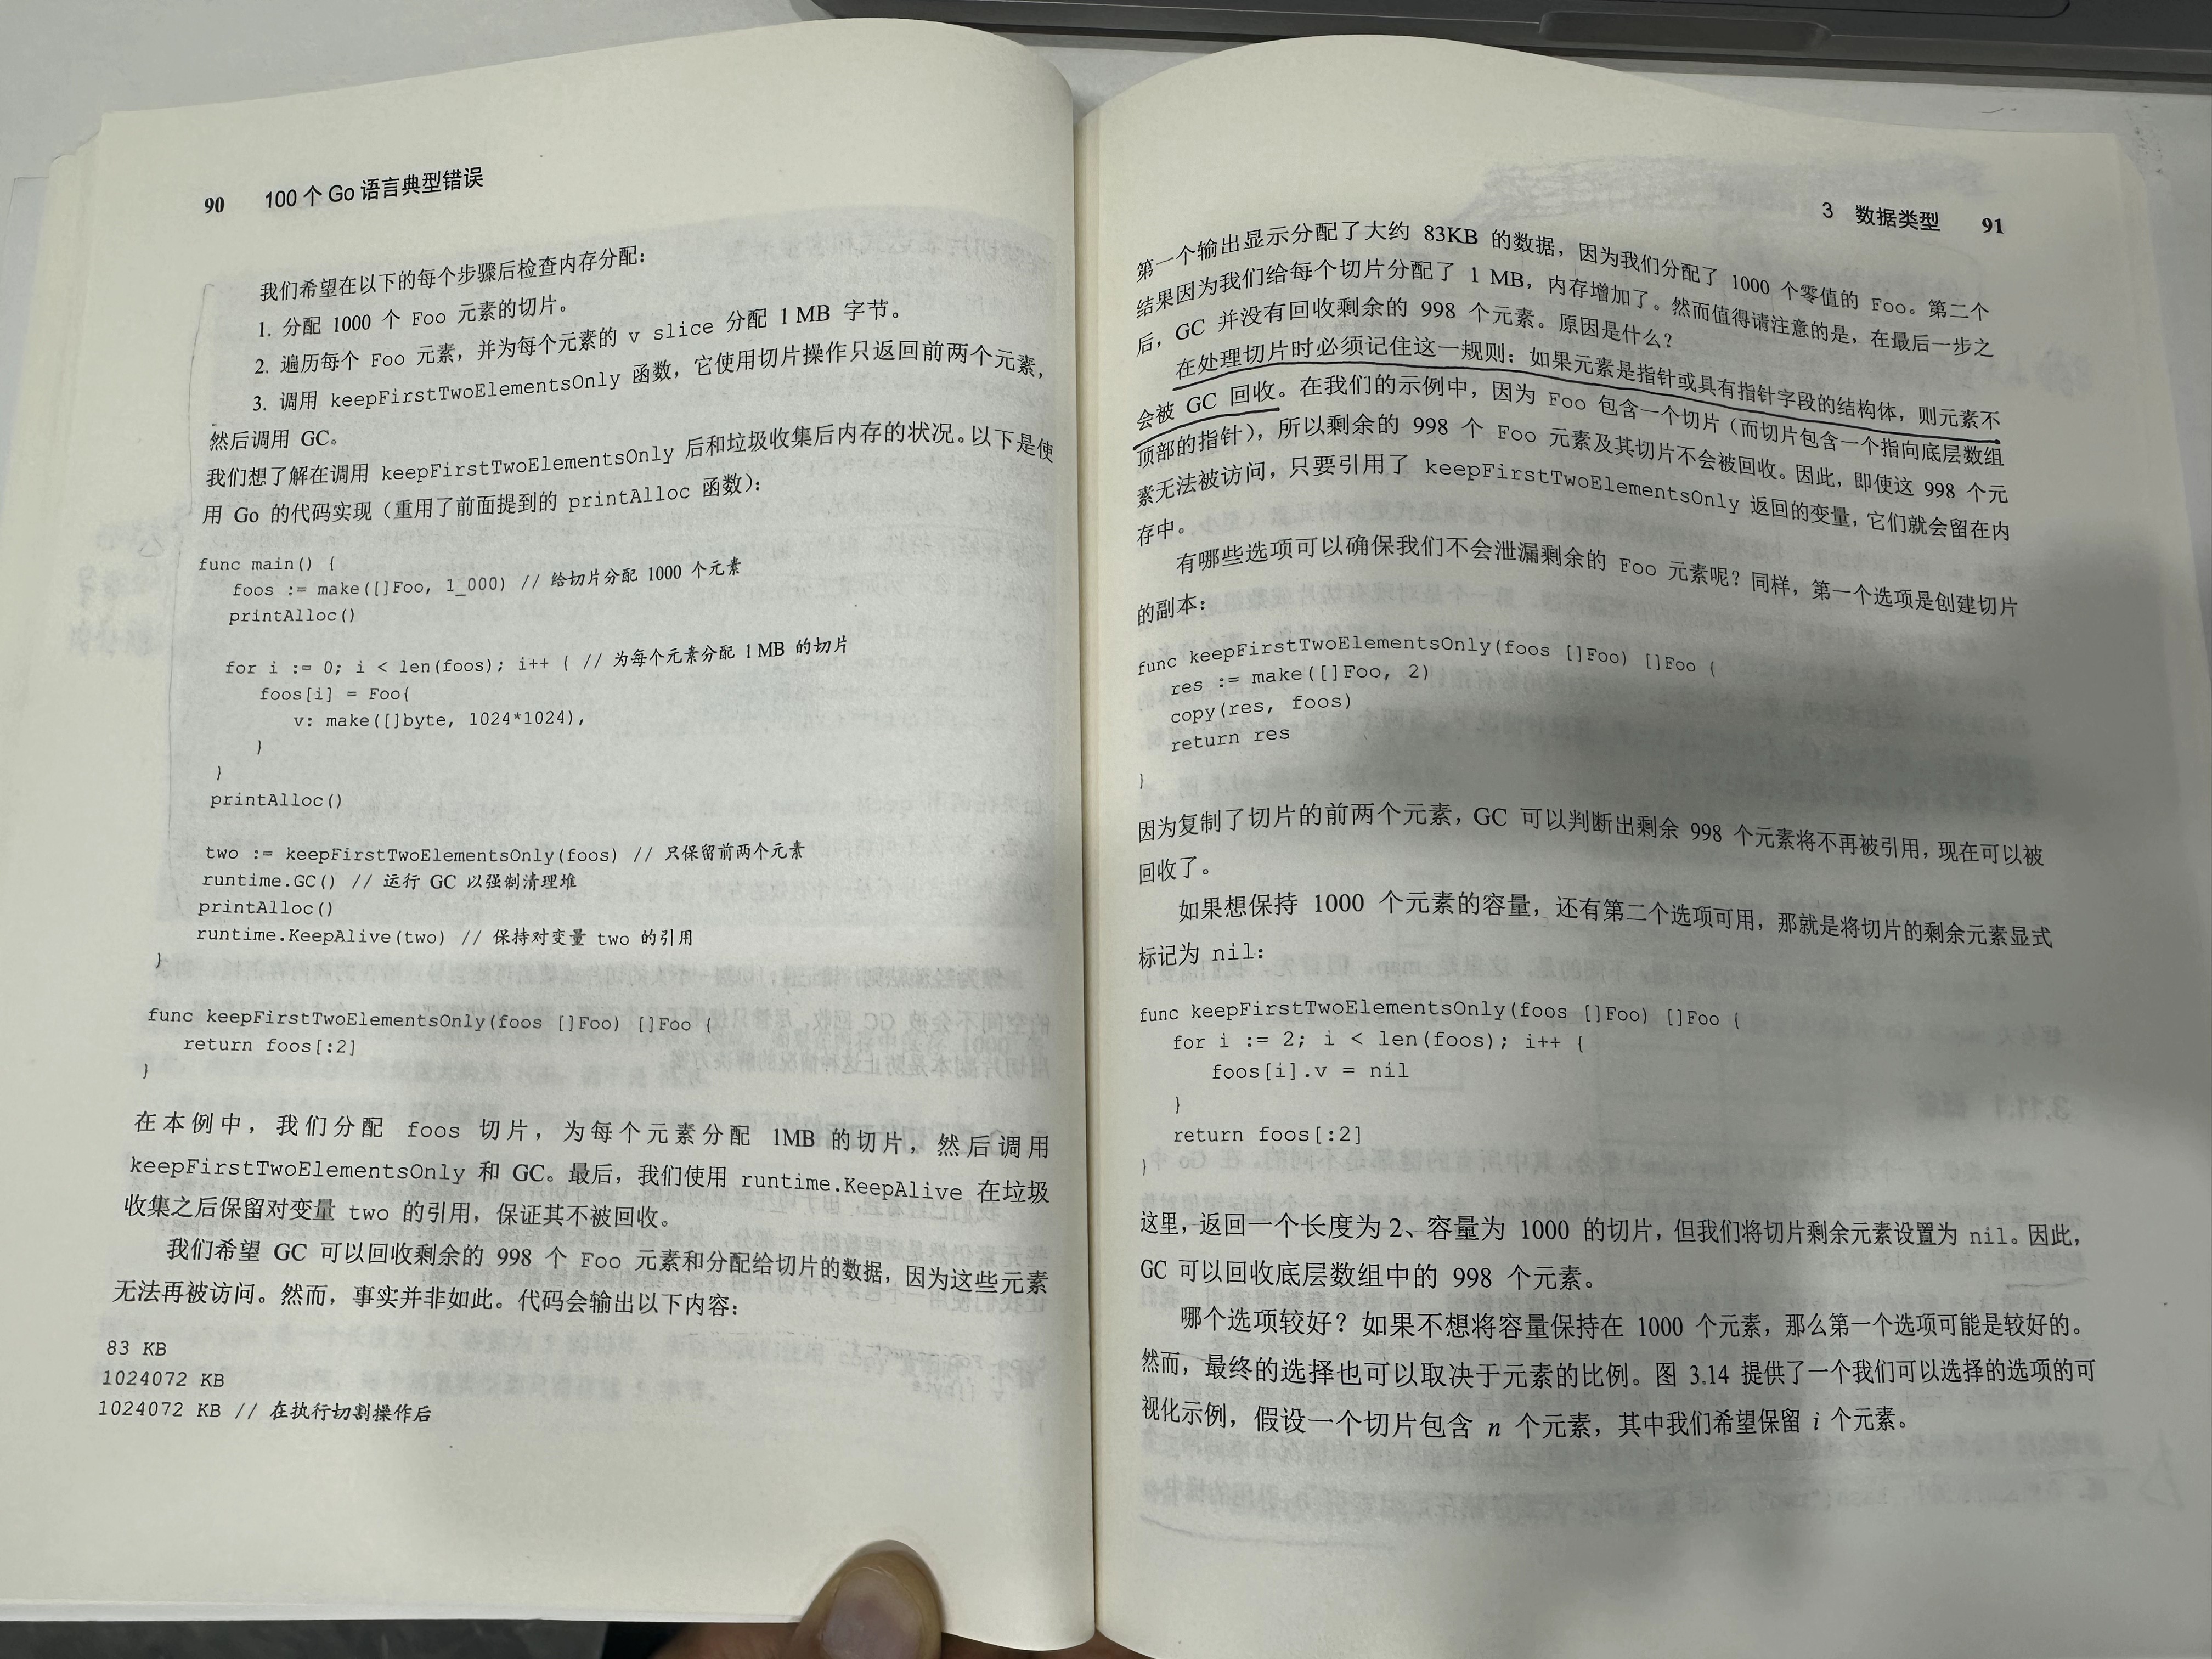 90 100 个 Go 语言典型错误
我们希望在以下的每个步骤后检查内存分配：
1. 分配 1000 个 Foo 元素的切片。
2. 遍历每个 Foo 元素，并为每个元素的 v slice 分配 1 MB 字节。
3. 调用 keepFirstTwoElementsOnly 函数，它使用切片操作只返回前两个元素，
然后调用 GC。
我们想了解在调用 keepFirstTwoElementsOnly 后和垃圾收集后内存的状况。以下是使
用 Go 的代码实现（重用了前面提到的 printAlloc 函数）：
func main() {
foos := make([]Foo, 1_000) // 给切片分配 1000 个元素
printAlloc()
for i := 0; i < len(foos); i++ { // 为每个元素分配 1 MB 的切片
foos[i] = Foo{
v: make([]byte, 1024*1024),
}
}
printAlloc()
two := keepFirstTwoElementsOnly(foos) // 只保留前两个元素
runtime.GC() // 运行 GC 以强制清理堆
printAlloc()
runtime.KeepAlive(two) // 保持对变量 two 的引用
}
func keepFirstTwoElementsOnly(foos []Foo) []Foo {
return foos[:2]
}
在本例中，我们分配 foos 切片，为每个元素分配 1MB 的切片，然后调用
keepFirstTwoElementsOnly 和 GC。最后，我们使用 runtime.KeepAlive 在垃圾
收集之后保留对变量 two 的引用，保证其不被回收。
我们希望 GC 可以回收剩余的 998 个 Foo 元素和分配给切片的数据，因为这些元素
无法再被访问。然而，事实并非如此。代码会输出以下内容：
83 KB
1024072 KB
1024072 KB // 在执行切割操作后
3 数据类型 91
第一个输出显示分配了大约 83KB 的数据，因为我们分配了 1000 个零值的 Foo。第二个
结果因为我们给每个切片分配了 1 MB，内存增加了。然而值得请注意的是，在最后一步之
后，GC 并没有回收剩余的 998 个元素。原因是什么？
在处理切片时必须记住这一规则：如果元素是指针或具有指针字段的结构体，则元素不
会被 GC 回收。在我们的示例中，因为 Foo 包含一个切片（而切片包含一个指向底层数组
顶部的指针），所以剩余的 998 个 Foo 元素及其切片不会被回收。因此，即使这 998 个元
素无法被访问，只要引用了 keepFirstTwoElementsOnly 返回的变量，它们就会留在内
存中。
有哪些选项可以确保我们不会泄漏剩余的 Foo 元素呢？同样，第一个选项是创建切片
的副本：
func keepFirstTwoElementsOnly(foos []Foo) []Foo {
res := make([]Foo, 2)
copy(res, foos)
return res
}
因为复制了切片的前两个元素，GC 可以判断出剩余 998 个元素将不再被引用，现在可以被
回收了。
如果想保持 1000 个元素的容量，还有第二个选项可用，那就是将切片的剩余元素显式
标记为 nil：
func keepFirstTwoElementsOnly(foos []Foo) []Foo {
for i := 2; i < len(foos); i++ {
foos[i].v = nil
}
return foos[:2]
}
这里，返回一个长度为 2、容量为 1000 的切片，但我们将切片剩余元素设置为 nil。因此，
GC 可以回收底层数组中的 998 个元素。
哪个选项较好？如果不想将容量保持在 1000 个元素，那么第一个选项可能是较好的。
然而，最终的选择也可以取决于元素的比例。图 3.14 提供了一个我们可以选择的选项的可
视化示例，假设一个切片包含 n 个元素，其中我们希望保留 i 个元素。